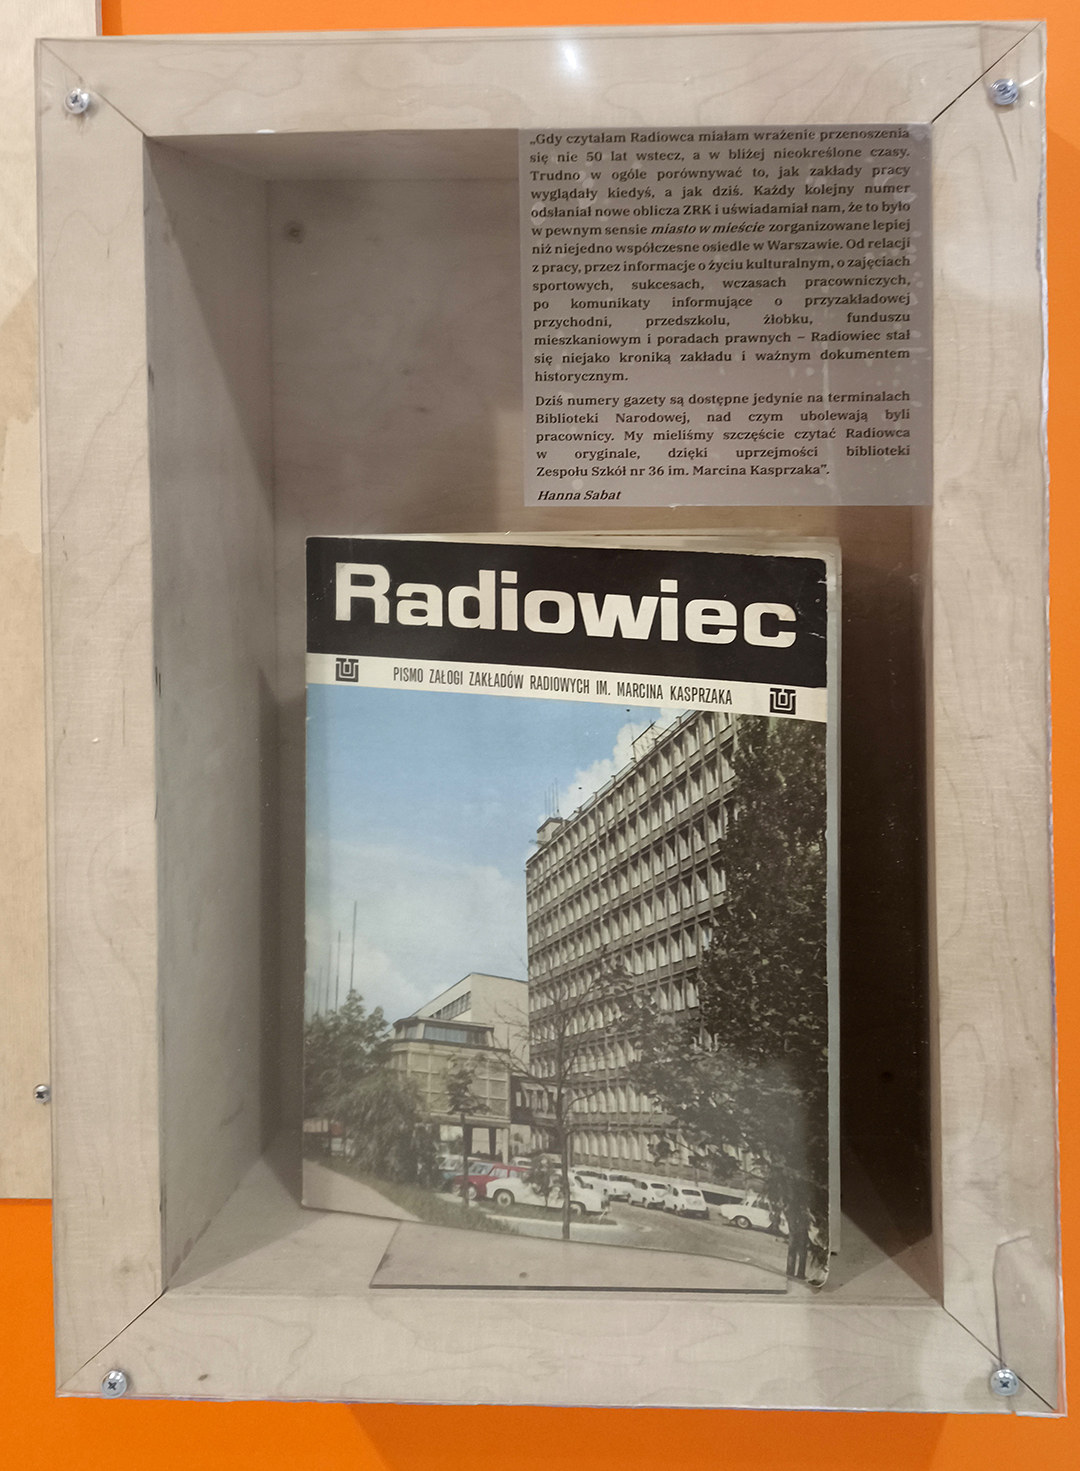 „Gdy czytałam Radiowca miałam wrażenie przenoszenia
się nie 50 lat wstecz, a w bliżej nieokreślone czasy.
Trudno w ogóle porównywać to, jak zakłady pracy
wyglądały kiedyś, a jak dziś. Każdy kolejny numer
odsłaniał nowe oblicza ZRK i uświadamiał nam, że to było
w pewnym sensie miasto w mieście zorganizowane lepiej
niż niejedno współczesne osiedle w Warszawie. Od relacji
z pracy, przez informacje o życiu kulturalnym, o zajęciach
sportowych, sukcesach, wczasach pracowniczych,
po komunikaty informujące o przyzakładowej
przychodni, przedszkolu, żłobku, funduszu
mieszkaniowym i poradach prawnych – Radiowiec stał
się niejako kroniką zakładu i ważnym dokumentem
historycznym.
Dziś numery gazety są dostępne jedynie na terminalach
Biblioteki Narodowej, nad czym ubolewają byli
pracownicy. My mieliśmy szczęście czytać Radiowca
w oryginale, dzięki uprzejmości biblioteki
Zespołu Szkół nr 36 im. Marcina Kasprzaka”.
Hanna Sabat
Radiowiec
PISMO ZAŁOGI ZAKŁADÓW RADIOWYCH IM. MARCINA KASPRZAKA